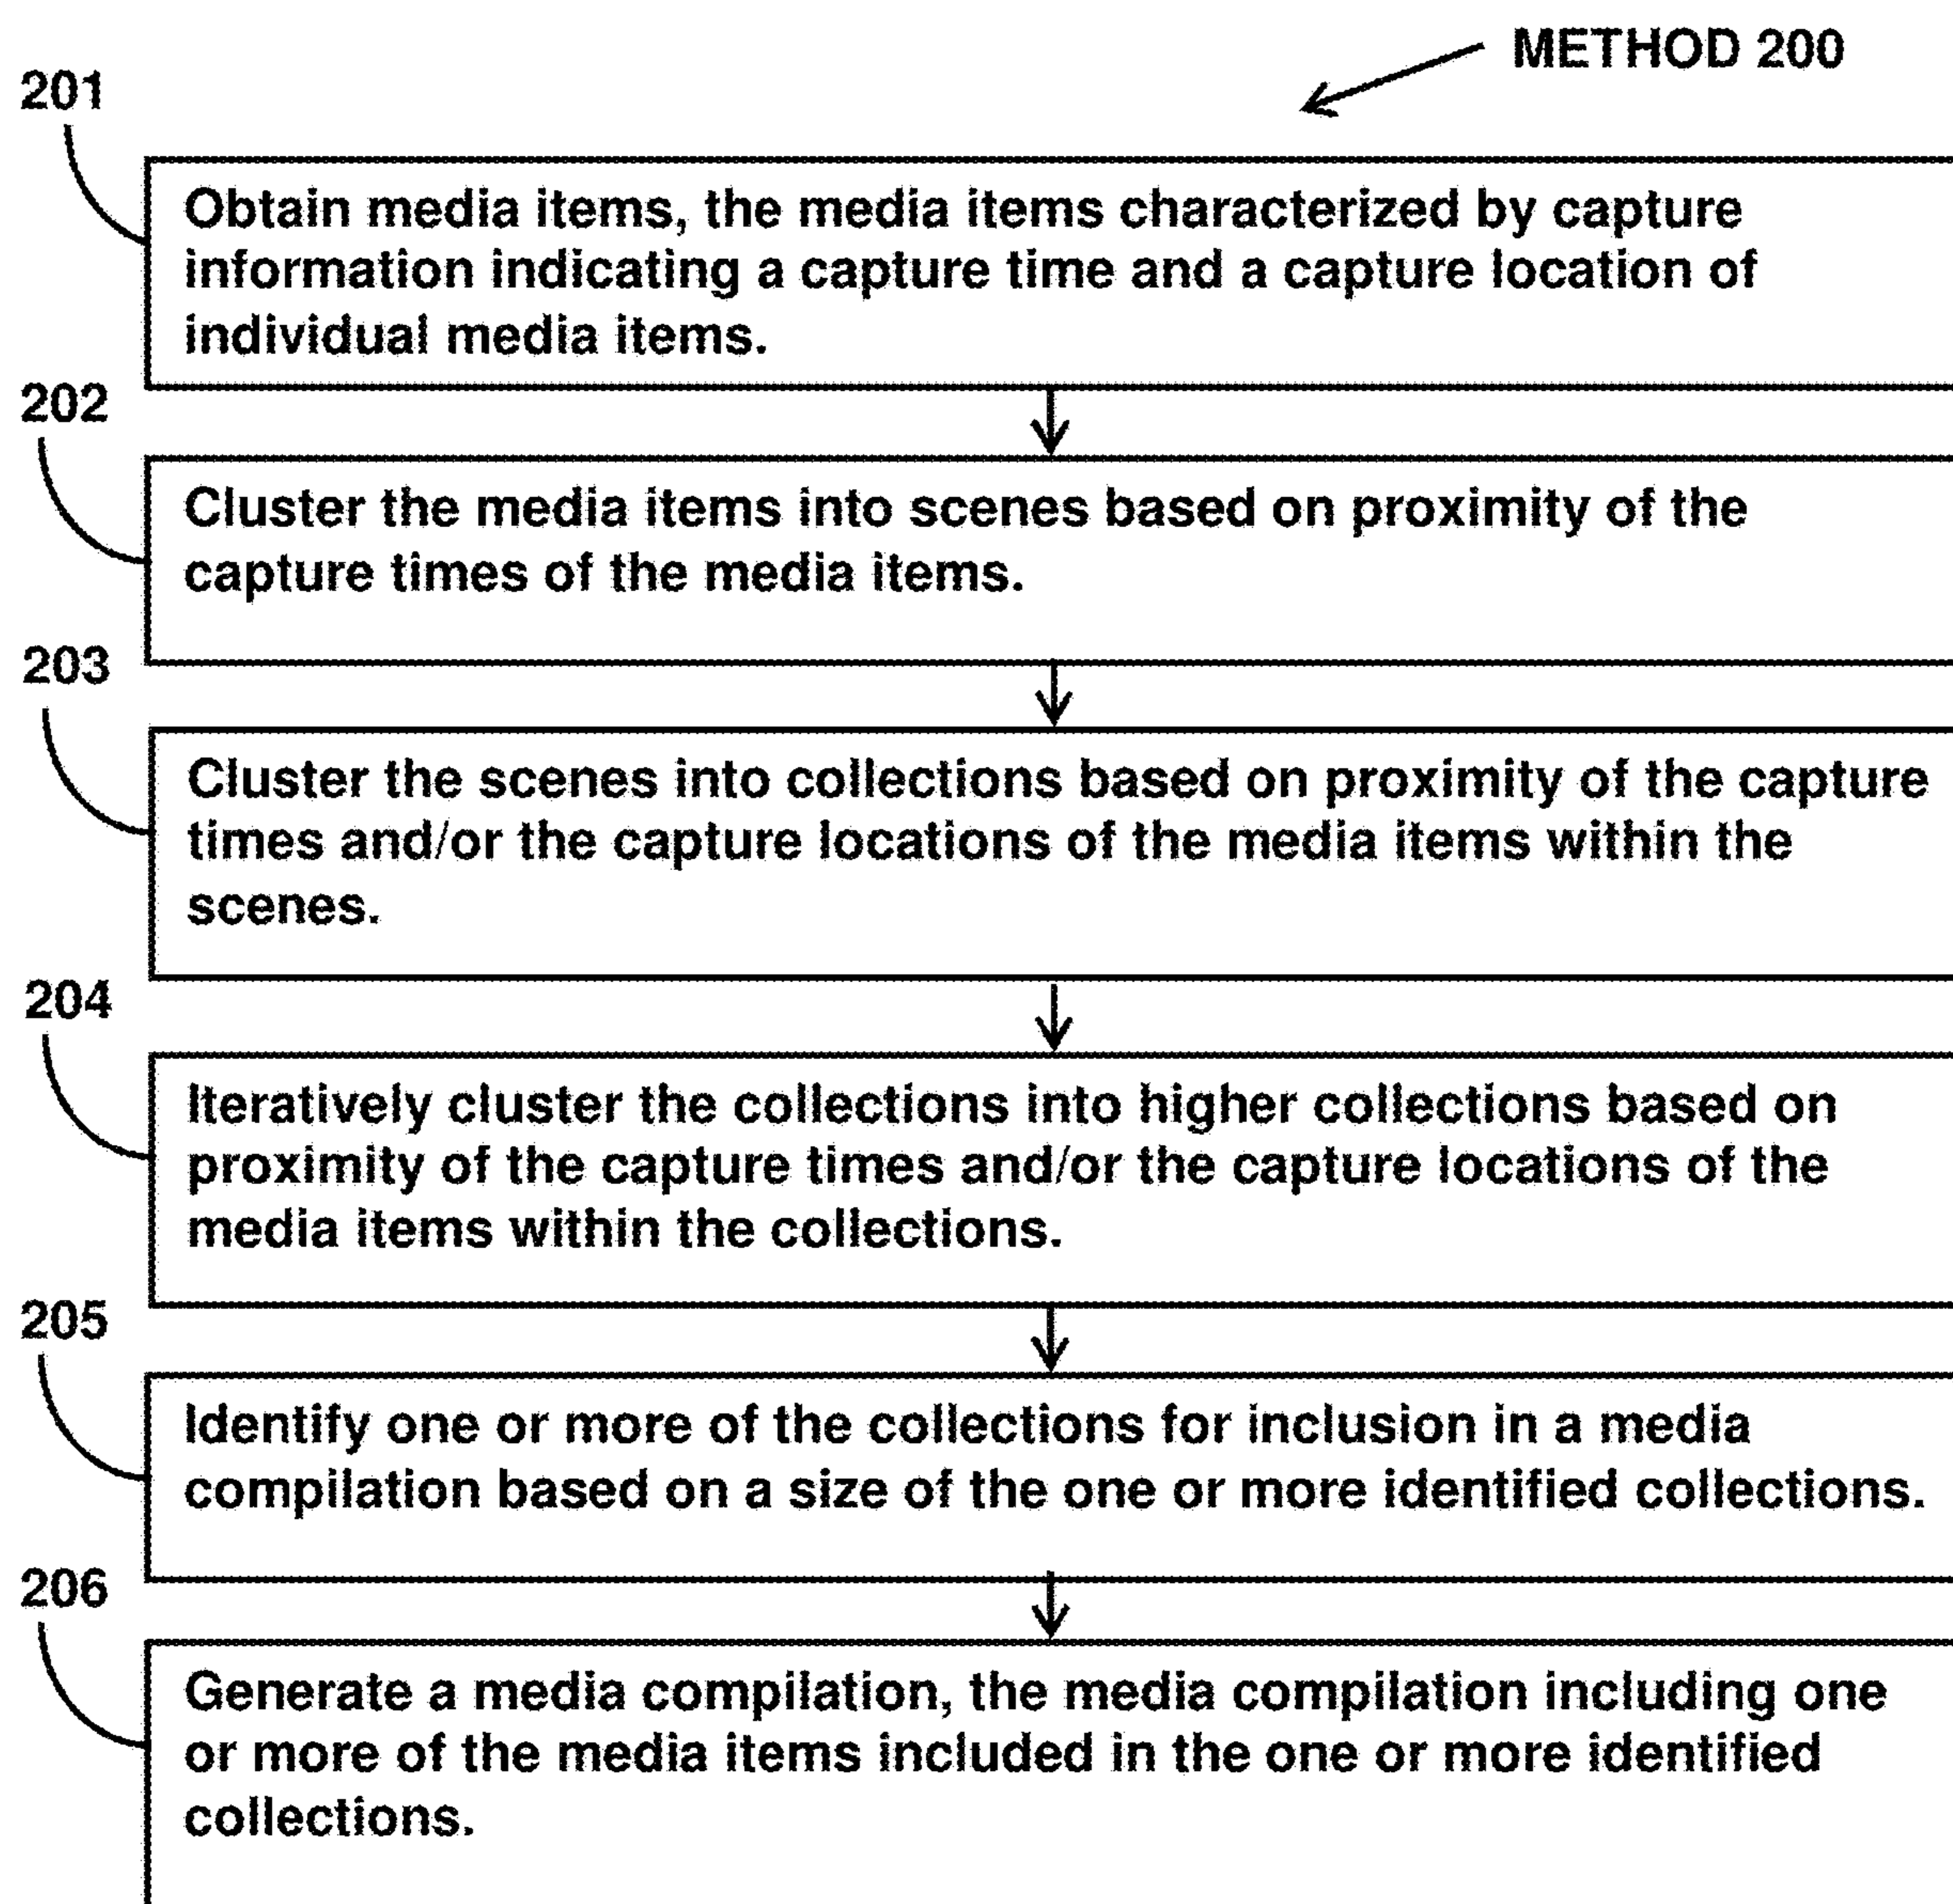 METHOD 200
201
Obtain media items, the media items characterized by capture
information indicating a capture time and a capture location of
individual media items.
202
Cluster the media items into scenes based on proximity of the
capture times of the media items.
203
Cluster the scenes into collections based on proximity of the capture
times and/or the capture locations of the media items within the
scenes.
204
Iteratively cluster the collections into higher collections based on
proximity of the capture times and/or the capture locations of the
media items within the collections.
205
Identify one or more of the collections for inclusion in a media
compilation based on a size of the one or more identified collections.
206
Generate a media compilation, the media compilation including one
or more of the media items included in the one or more identified
collections.